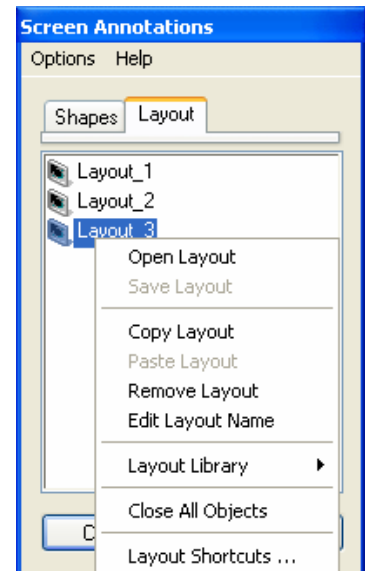 Screen Annotations
Options Help
Shapes Layout
Layout_1
Layout_2
Layout_3
Open Layout
Save Layout
Copy Layout
Paste Layout
Remove Layout
Edit Layout Name
Layout Library
Close All Objects
Layout Shortcuts ...